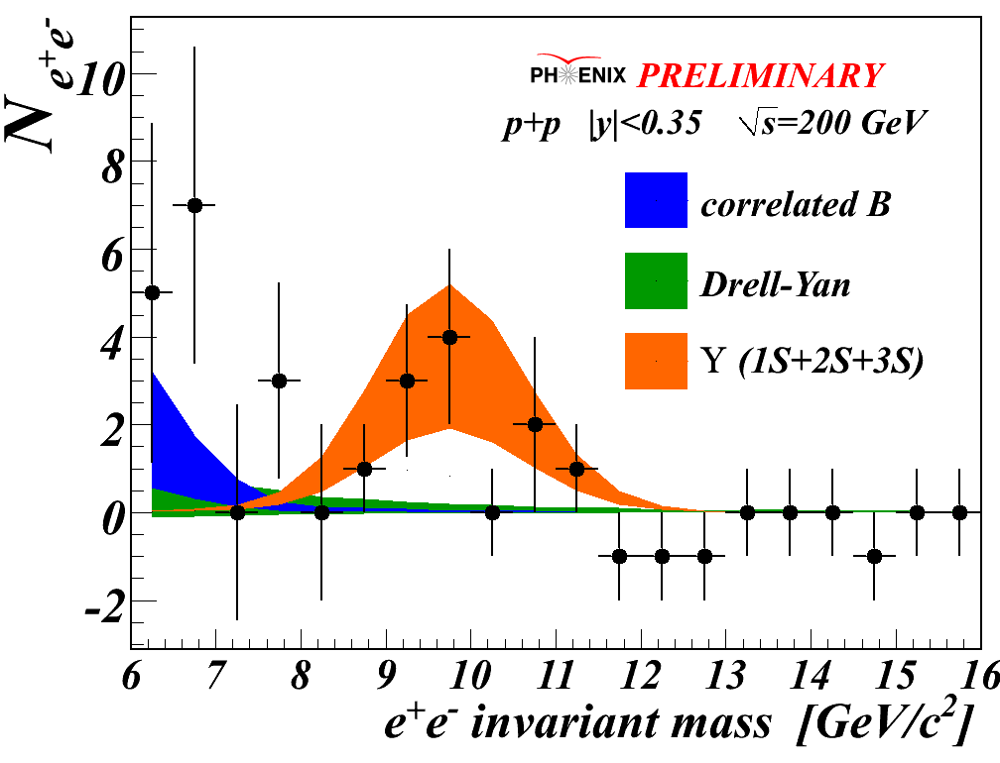 N e⁺e⁻
10
8
6
4
2
0
-2
PHENIX PRELIMINARY
p+p |y|<0.35 √s=200 GeV
correlated B
Drell-Yan
ϒ (1S+2S+3S)
6 7 8 9 10 11 12 13 14 15 16
e⁺e⁻ invariant mass [GeV/c²]